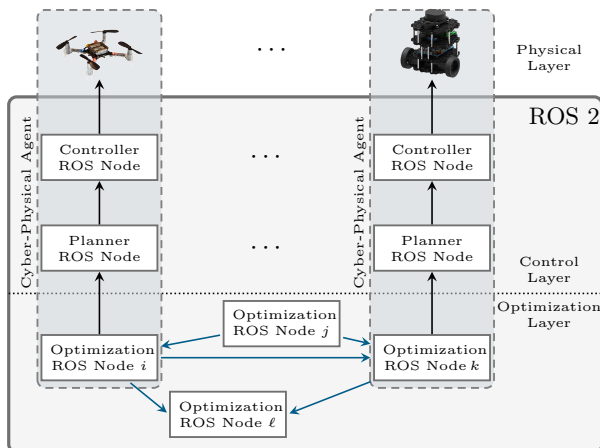 . . .
Physical
Layer
ROS 2
Cyber-Physical Agent
Controller
ROS Node
. . .
Cyber-Physical Agent
Controller
ROS Node
Planner
ROS Node
. . .
Planner
ROS Node
Control
Layer
Optimization
Layer
Optimization
ROS Node j
Optimization
ROS Node i
Optimization
ROS Node k
Optimization
ROS Node ℓ